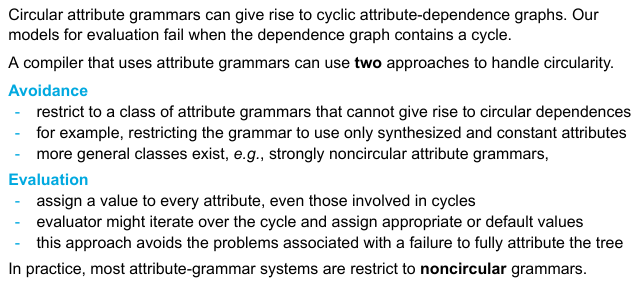 Circular attribute grammars can give rise to cyclic attribute-dependence graphs. Our
models for evaluation fail when the dependence graph contains a cycle.
A compiler that uses attribute grammars can use two approaches to handle circularity.
Avoidance
- restrict to a class of attribute grammars that cannot give rise to circular dependences
- for example, restricting the grammar to use only synthesized and constant attributes
- more general classes exist, e.g., strongly noncircular attribute grammars,
Evaluation
- assign a value to every attribute, even those involved in cycles
- evaluator might iterate over the cycle and assign appropriate or default values
- this approach avoids the problems associated with a failure to fully attribute the tree
In practice, most attribute-grammar systems are restrict to noncircular grammars.